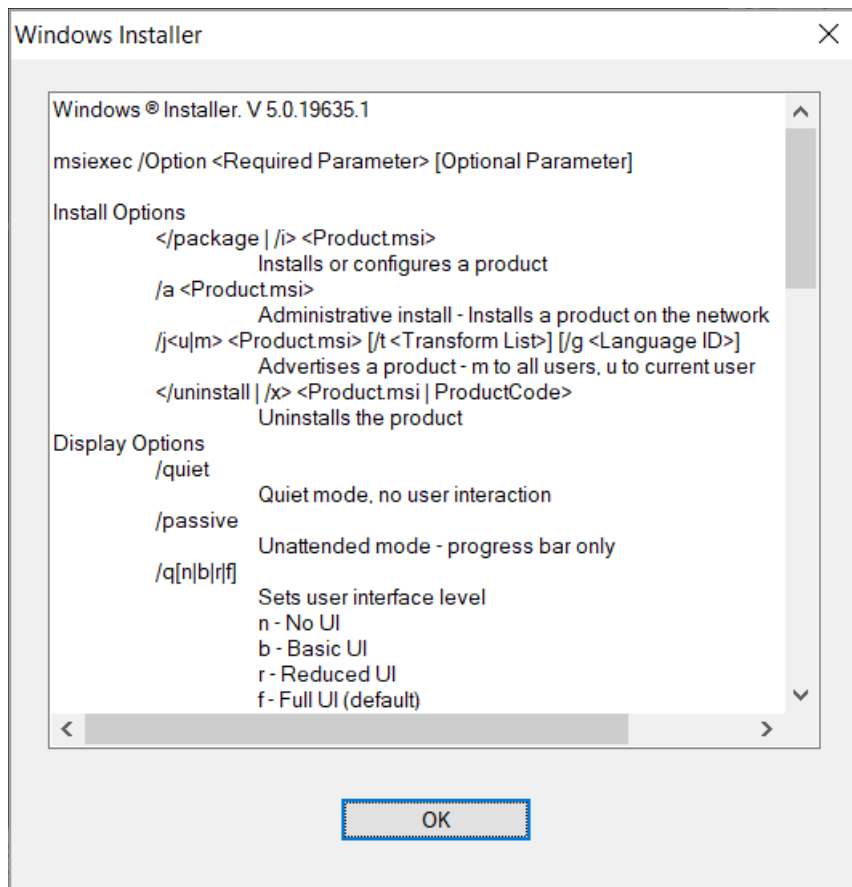 Windows Installer
Windows ® Installer. V 5.0.19635.1
msiexec /Option <Required Parameter> [Optional Parameter]
Install Options
</package | /i> <Product.msi>
Installs or configures a product
/a <Product.msi>
Administrative install - Installs a product on the network
/j<u|m> <Product.msi> [/t <Transform List>] [/g <Language ID>]
Advertises a product - m to all users, u to current user
</uninstall | /x> <Product.msi | ProductCode>
Uninstalls the product
Display Options
/quiet
Quiet mode, no user interaction
/passive
Unattended mode - progress bar only
/q[n|b|r|f]
Sets user interface level
n - No UI
b - Basic UI
r - Reduced UI
f - Full UI (default)
OK